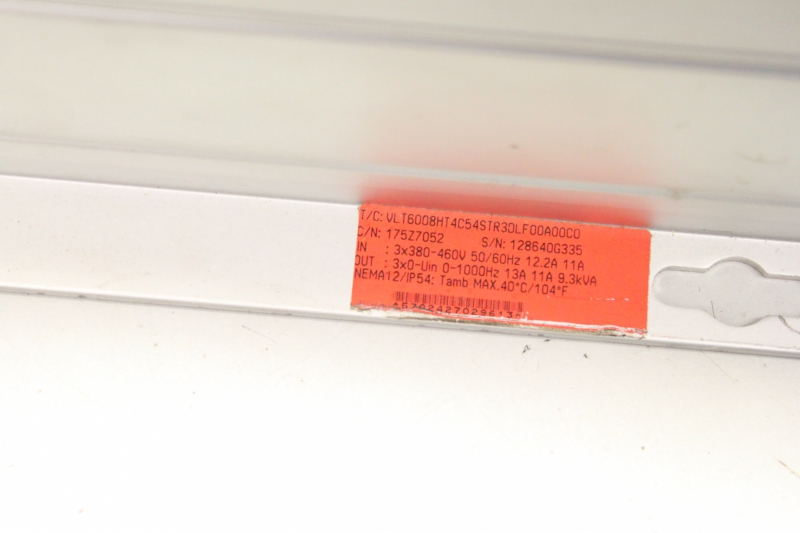 T/C: VLT6008HT4C54STR3DLF00A00C0
C/N: 175Z7052 S/N: 128640G335
IN : 3x380-460V 50/60Hz 12.2A 11A
OUT : 3x0-Uin 0-1000Hz 13A 11A 9.3kVA
NEMA12/IP54: Tamb MAX.40°C/104°F